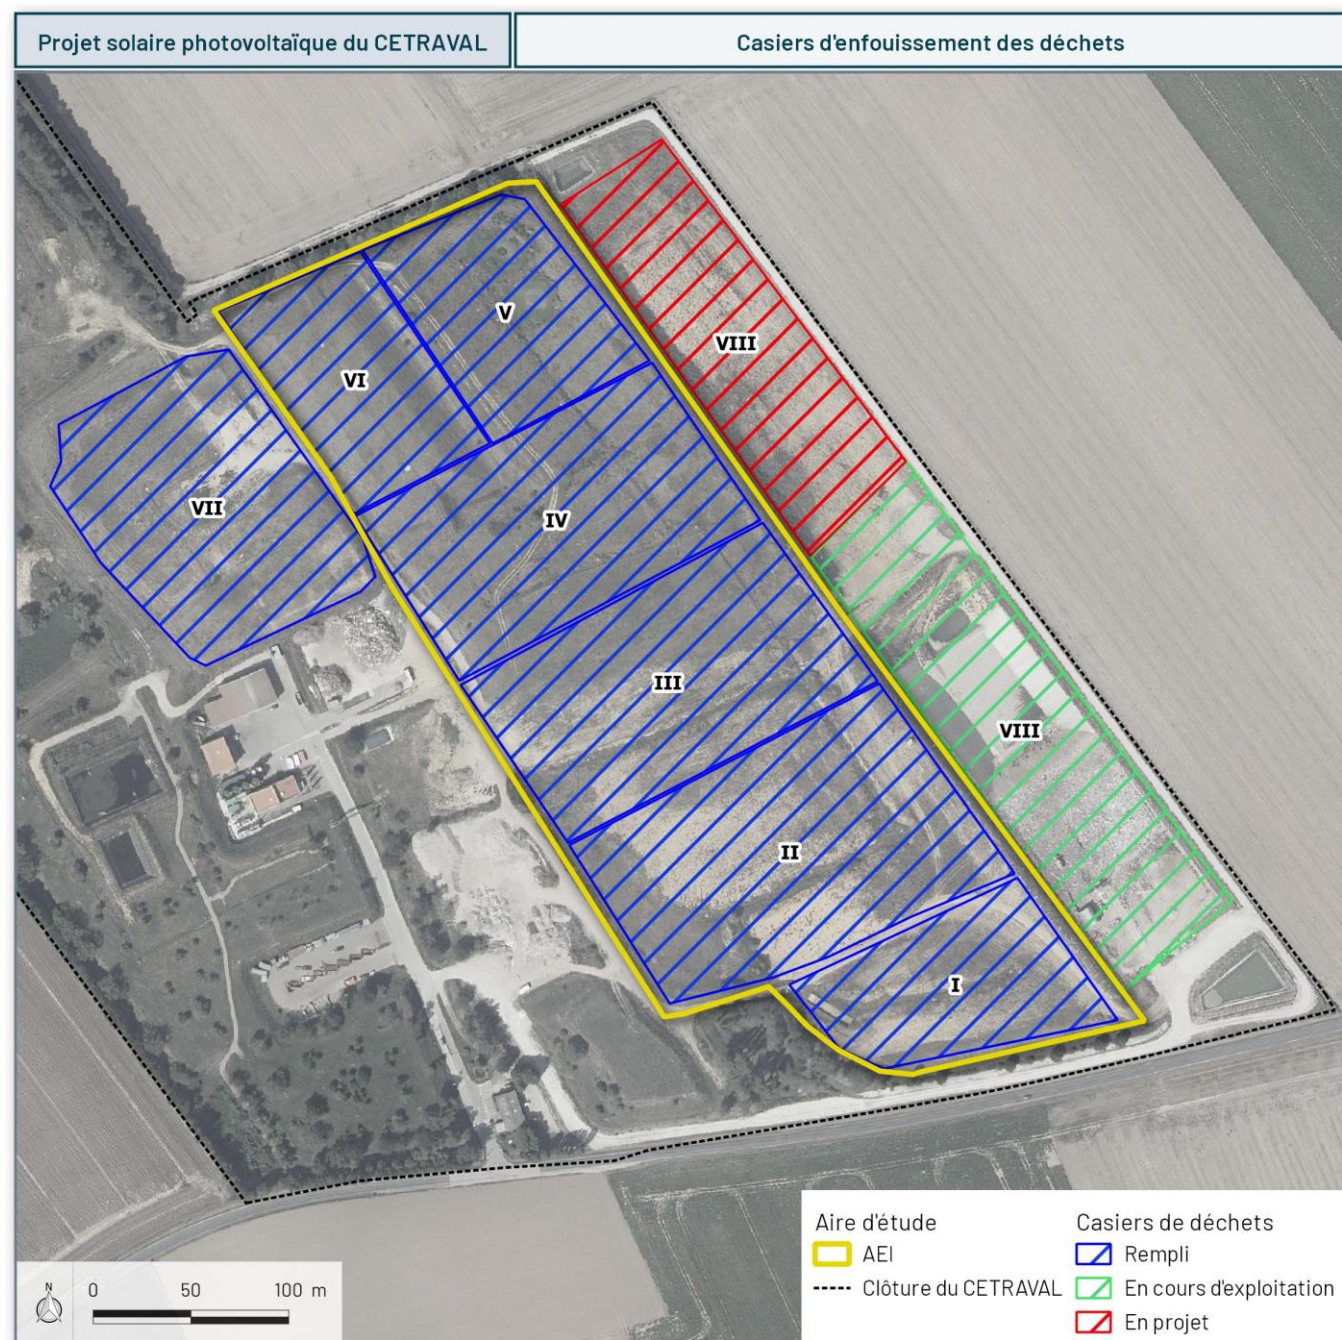 Projet solaire photovoltaïque du CETRAVAL
Casiers d'enfouissement des déchets
VIII
V
VI
VII
IV
III
VIII
II
I
Aire d'étude
AEI
Clôture du CETRAVAL
Casiers de déchets
Rempli
En cours d'exploitation
En projet
N
0 50 100 m